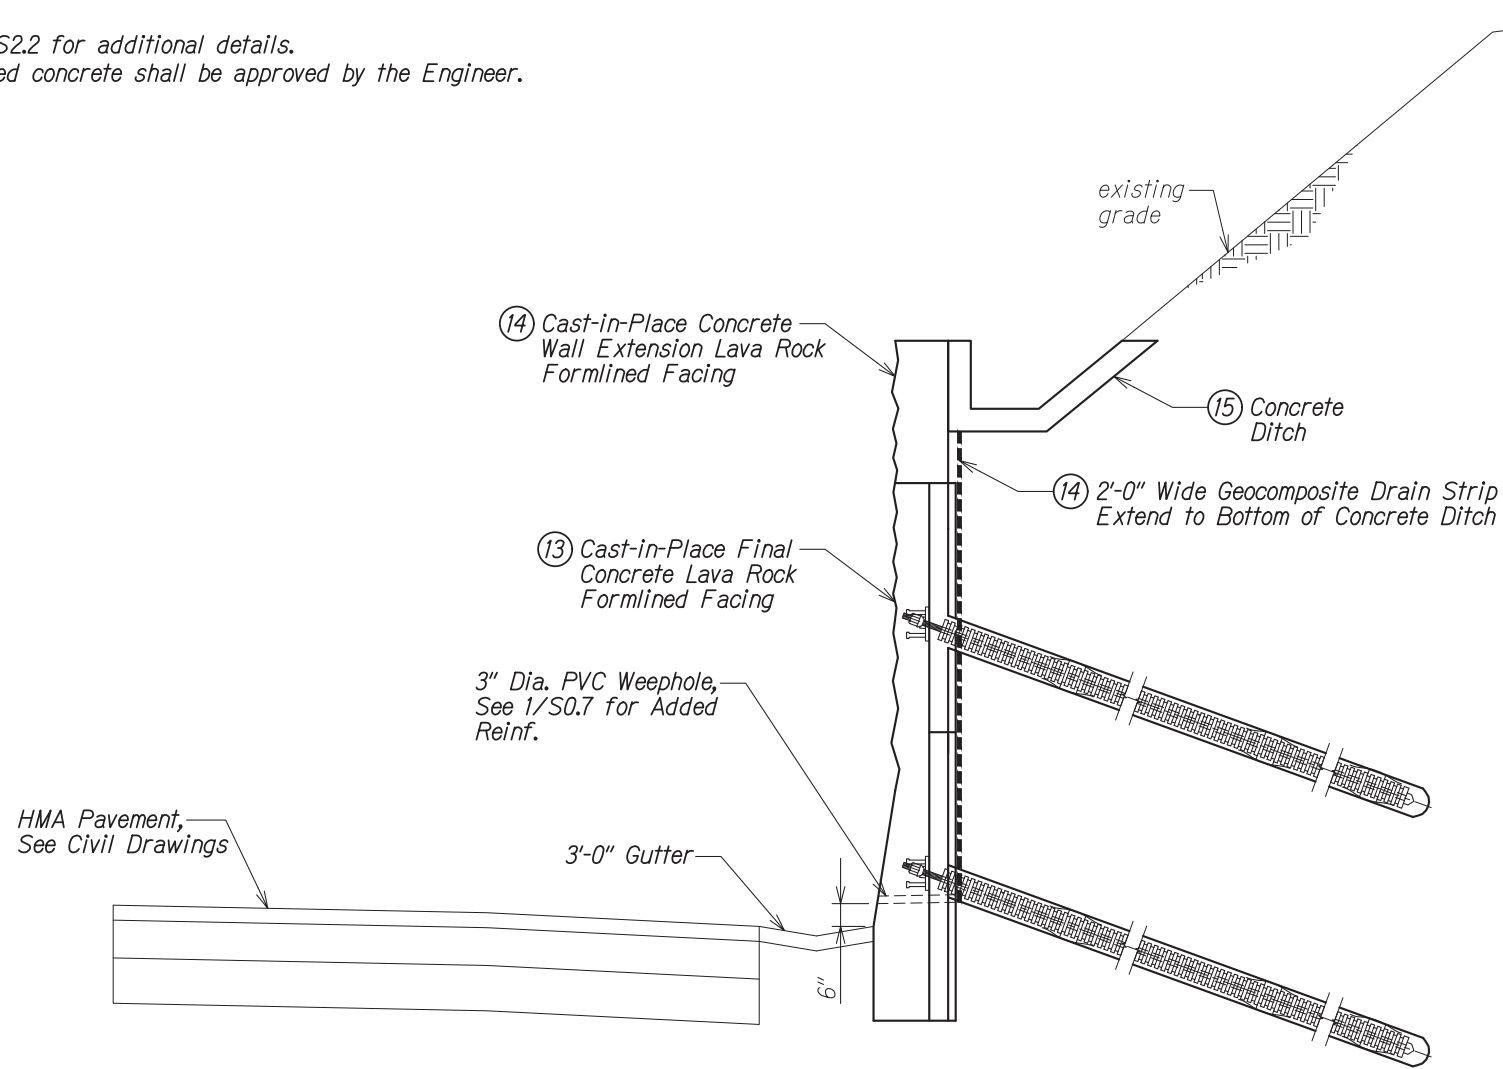 S2.2 for additional details.
ed concrete shall be approved by the Engineer.
existing
grade
14 Cast-in-Place Concrete
Wall Extension Lava Rock
Formlined Facing
15 Concrete
Ditch
14 2'-0" Wide Geocomposite Drain Strip
Extend to Bottom of Concrete Ditch
13 Cast-in-Place Final
Concrete Lava Rock
Formlined Facing
3" Dia. PVC Weephole,
See 1/S0.7 for Added
Reinf.
HMA Pavement,
See Civil Drawings
3'-0" Gutter
6"